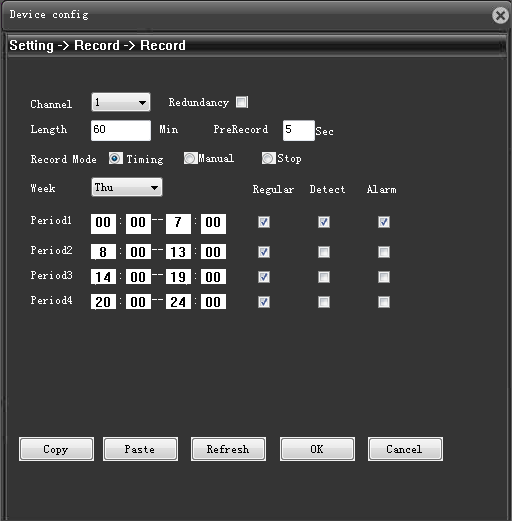 Device config
Setting -> Record -> Record
Channel 1 Redundancy
Length 60 Min PreRecord 5 Sec
Record Mode Timing Manual Stop
Week Thu Regular Detect Alarm
Period1 00 : 00 -- 7 : 00
Period2 8 : 00 -- 13 : 00
Period3 14 : 00 -- 19 : 00
Period4 20 : 00 -- 24 : 00
Copy Paste Refresh OK Cancel